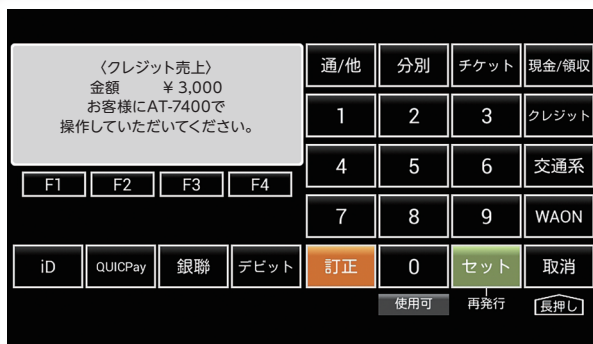 〈クレジット売上〉
金額 ¥ 3,000
お客様にAT-7400で
操作していただいてください。
F1 F2 F3 F4
通/他 分別 チケット 現金/領収
1 2 3 クレジット
4 5 6 交通系
7 8 9 WAON
iD QUICPay 銀聯 デビット 訂正 0 セット 取消
使用可 再発行 長押し